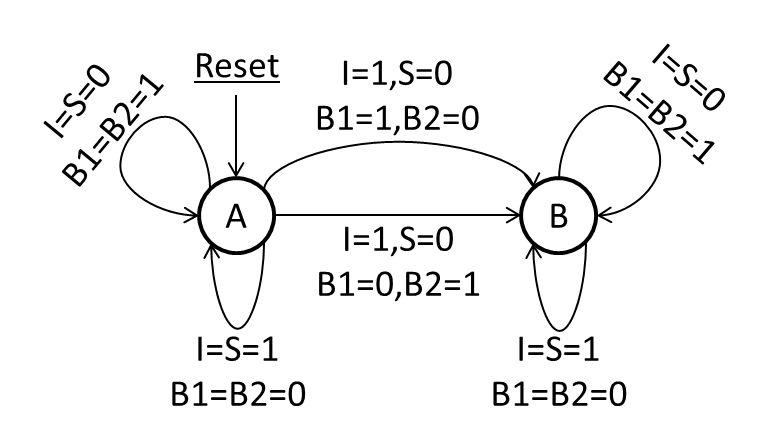 I=S=0
B1=B2=1
Reset
I=1,S=0
B1=1,B2=0
I=S=0
B1=B2=1
A
B
I=1,S=0
B1=0,B2=1
I=S=1
B1=B2=0
I=S=1
B1=B2=0